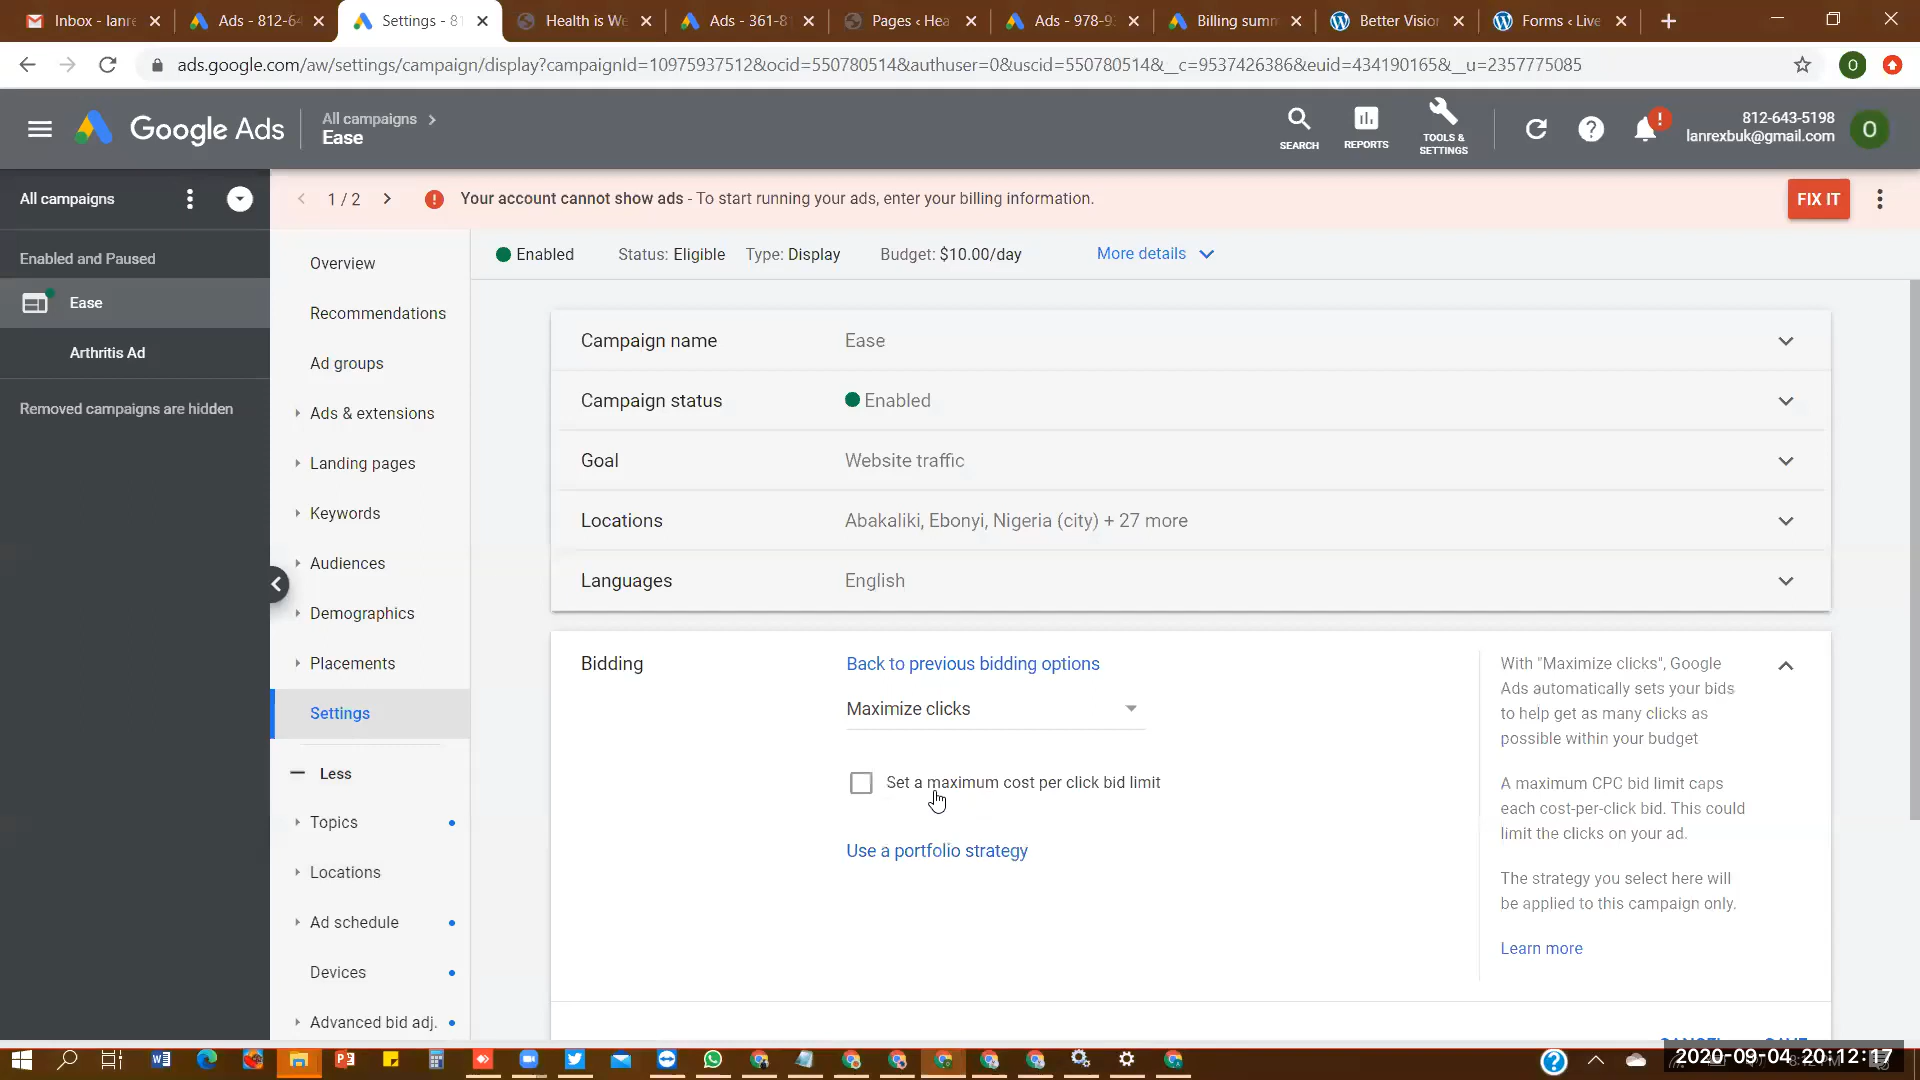 Inbox - lanre
Ads - 812-64
Settings - 81
Health is We
Ads - 361-8
Pages ‹ Hea
Ads - 978-9
Billing summ
Better Vision
Forms ‹ Live
ads.google.com/aw/settings/campaign/display?campaignId=10975937512&ocid=550780514&authuser=0&uscid=550780514&__c=9537426386&euid=434190165&__u=2357775085
O
Google Ads
All campaigns
Ease
SEARCH
REPORTS
TOOLS &
SETTINGS
812-643-5198
lanrexbuk@gmail.com
O
All campaigns
1 / 2
Your account cannot show ads - To start running your ads, enter your billing information.
FIX IT
Enabled and Paused
Ease
Arthritis Ad
Removed campaigns are hidden
Overview
Recommendations
Ad groups
Ads & extensions
Landing pages
Keywords
Audiences
Demographics
Placements
Settings
Less
Topics
Locations
Ad schedule
Devices
Advanced bid adj.
Enabled
Status: Eligible
Type: Display
Budget: $10.00/day
More details
Campaign name
Ease
Campaign status
Enabled
Goal
Website traffic
Locations
Abakaliki, Ebonyi, Nigeria (city) + 27 more
Languages
English
Bidding
Back to previous bidding options
Maximize clicks
Set a maximum cost per click bid limit
Use a portfolio strategy
With "Maximize clicks", Google
Ads automatically sets your bids
to help get as many clicks as
possible within your budget
A maximum CPC bid limit caps
each cost-per-click bid. This could
limit the clicks on your ad.
The strategy you select here will
be applied to this campaign only.
Learn more
2020-09-04 20:12:17